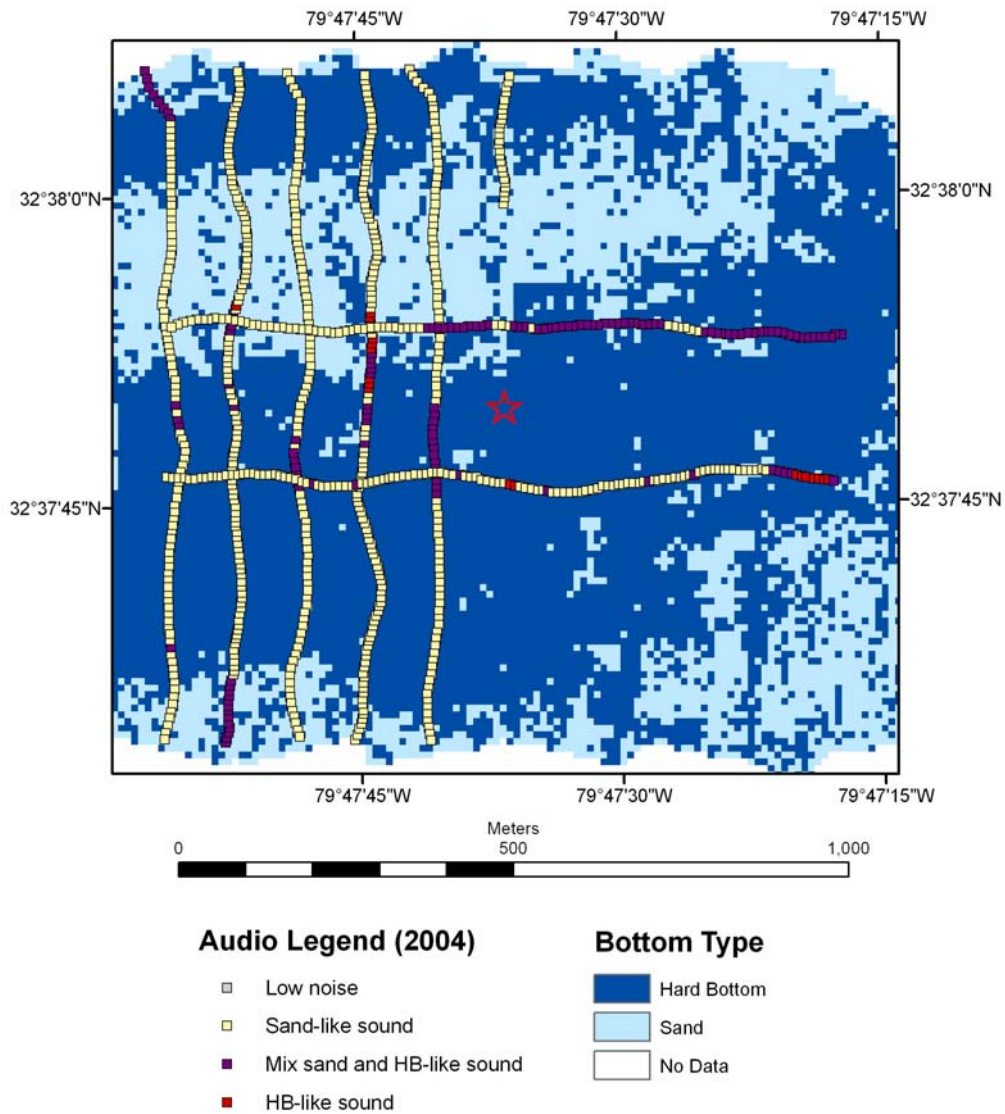 79°47'45"W 79°47'30"W 79°47'15"W
32°38'0"N 32°38'0"N
32°37'45"N 32°37'45"N
79°47'45"W 79°47'30"W 79°47'15"W
Meters
0 500 1,000
Audio Legend (2004)
Low noise
Sand-like sound
Mix sand and HB-like sound
HB-like sound
Bottom Type
Hard Bottom
Sand
No Data